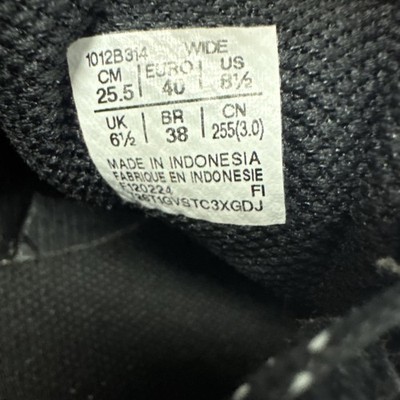 1012B314 WIDE
CM EURO US
25.5 40 8½
UK BR CN
6½ 38 255(3.0)
MADE IN INDONESIA
FABRIQUE EN INDONESIE
F120224 FI